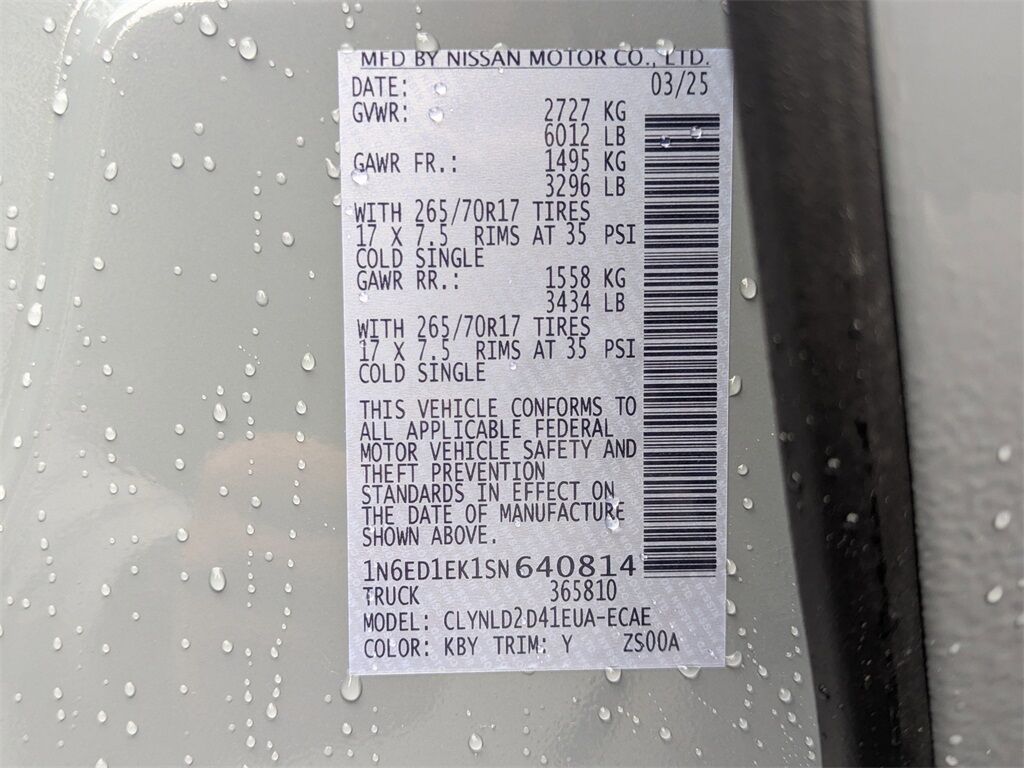 MFD BY NISSAN MOTOR CO., LTD.
DATE: 03/25
GVWR: 2727 KG
6012 LB
GAWR FR.: 1495 KG
3296 LB
WITH 265/70R17 TIRES
17 X 7.5 RIMS AT 35 PSI
COLD SINGLE
GAWR RR.: 1558 KG
3434 LB
WITH 265/70R17 TIRES
17 X 7.5 RIMS AT 35 PSI
COLD SINGLE
THIS VEHICLE CONFORMS TO
ALL APPLICABLE FEDERAL
MOTOR VEHICLE SAFETY AND
THEFT PREVENTION
STANDARDS IN EFFECT ON
THE DATE OF MANUFACTURE
SHOWN ABOVE.
1N6ED1EK1SN640814
TRUCK 365810
MODEL: CLYNLD2D41EUA-ECAE
COLOR: KBY TRIM: Y ZS00A